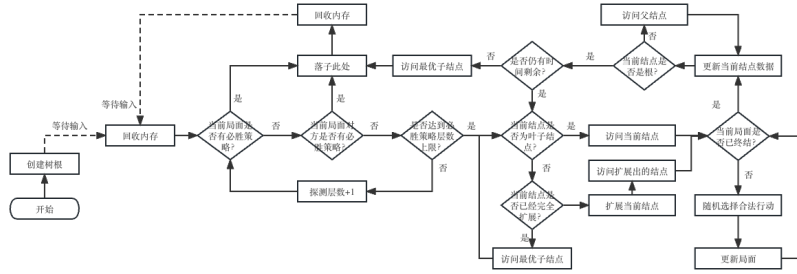 回收内存
访问父结点
否
等待输入
落子此处
否
访问最优子结点
是否仍有时
间剩余?
是
当前结点是
否是根?
更新当前结点数据
是
是
是
是
等待输入
回收内存
当前局面是
否有必胜策
略?
否
当前局面对
方是否有必
胜策略?
否
是否达到必
胜策略层数
上限?
是
当前结点是
否为叶子结
点?
是
访问当前结点
当前局面是
否已终结?
创建树根
否
否
访问扩展出的结点
否
探测层数+1
当前结点是
否已经完全
扩展?
否
扩展当前结点
随机选择合法行动
开始
是
访问最优子结点
更新局面